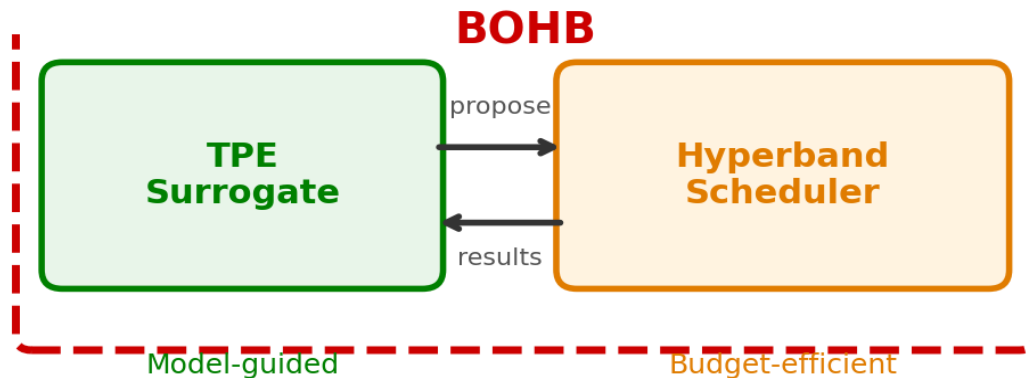 BOHB
propose
TPE
Surrogate
Hyperband
Scheduler
results
Model-guided
Budget-efficient